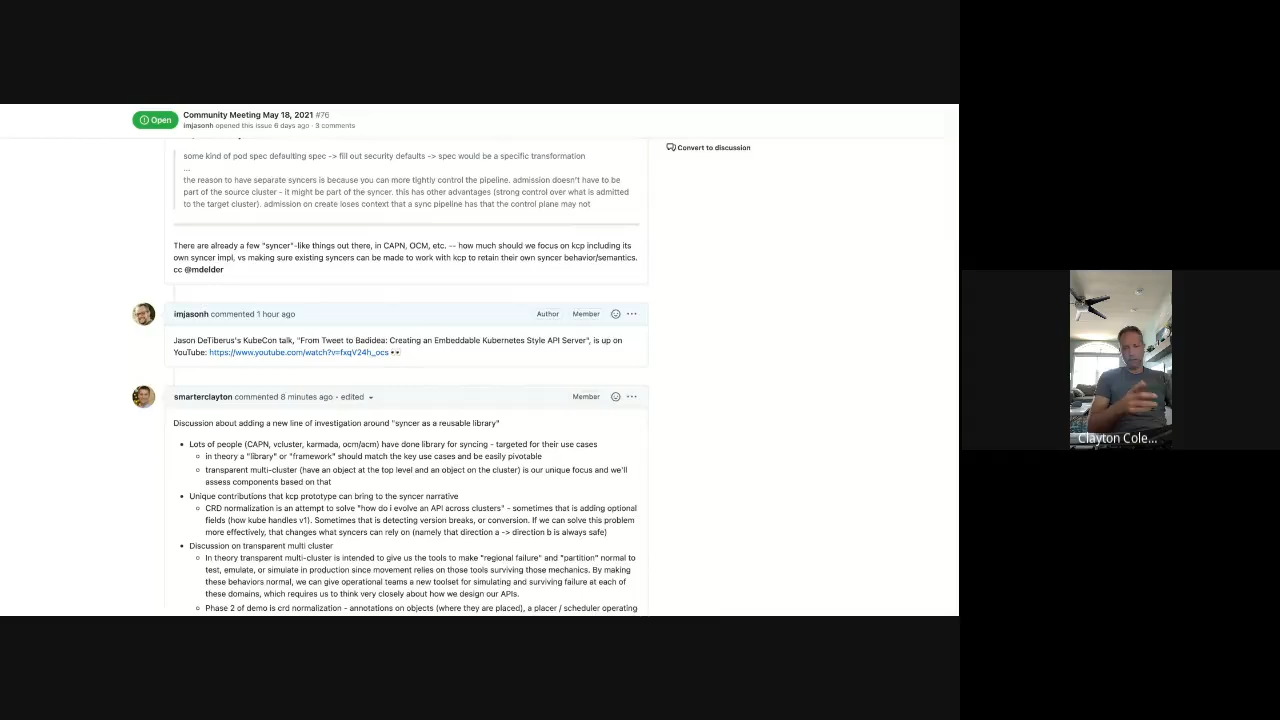 Open
Community Meeting May 18, 2021 #76
imjasonh opened this issue 6 days ago · 3 comments
Convert to discussion
some kind of pod spec defaulting spec -> fill out security defaults -> spec would be a specific transformation
...
the reason to have separate syncers is because you can more tightly control the pipeline. admission doesn't have to be
part of the source cluster - it might be part of the syncer. this has other advantages (strong control over what is admitted
to the target cluster). admission on create loses context that a sync pipeline has that the control plane may not
There are already a few "syncer"-like things out there, in CAPN, OCM, etc. -- how much should we focus on kcp including its
own syncer impl, vs making sure existing syncers can be made to work with kcp to retain their own syncer behavior/semantics.
cc @mdelder
imjasonh commented 1 hour ago
Author
Member
Jason DeTiberus's KubeCon talk, "From Tweet to Badidea: Creating an Embeddable Kubernetes Style API Server", is up on
YouTube: https://www.youtube.com/watch?v=fxqV24h_ocs 👀
smarterclayton commented 8 minutes ago · edited
Member
Discussion about adding a new line of investigation around "syncer as a reusable library"
• Lots of people (CAPN, vcluster, karmada, ocm/acm) have done library for syncing - targeted for their use cases
○ in theory a "library" or "framework" should match the key use cases and be easily pivotable
○ transparent multi-cluster (have an object at the top level and an object on the cluster) is our unique focus and we'll
assess components based on that
• Unique contributions that kcp prototype can bring to the syncer narrative
○ CRD normalization is an attempt to solve "how do i evolve an API across clusters" - sometimes that is adding optional
fields (how kube handles v1). Sometimes that is detecting version breaks, or conversion. If we can solve this problem
more effectively, that changes what syncers can rely on (namely that direction a -> direction b is always safe)
• Discussion on transparent multi cluster
○ In theory transparent multi-cluster is intended to give us the tools to make "regional failure" and "partition" normal to
test, emulate, or simulate in production since movement relies on those tools surviving those mechanics. By making
these behaviors normal, we can give operational teams a new toolset for simulating and surviving failure at each of
these domains, which requires us to think very closely about how we design our APIs.
○ Phase 2 of demo is crd normalization - annotations on objects (where they are placed), a placer / scheduler operating
Clayton Cole...